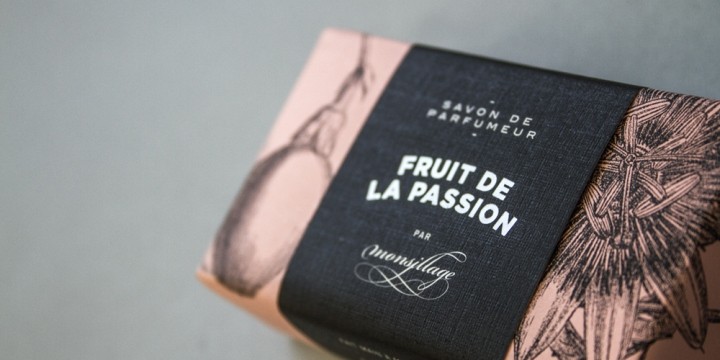 SAVON DE
PARFUMEUR
FRUIT DE
LA PASSION
PAR
monsillage